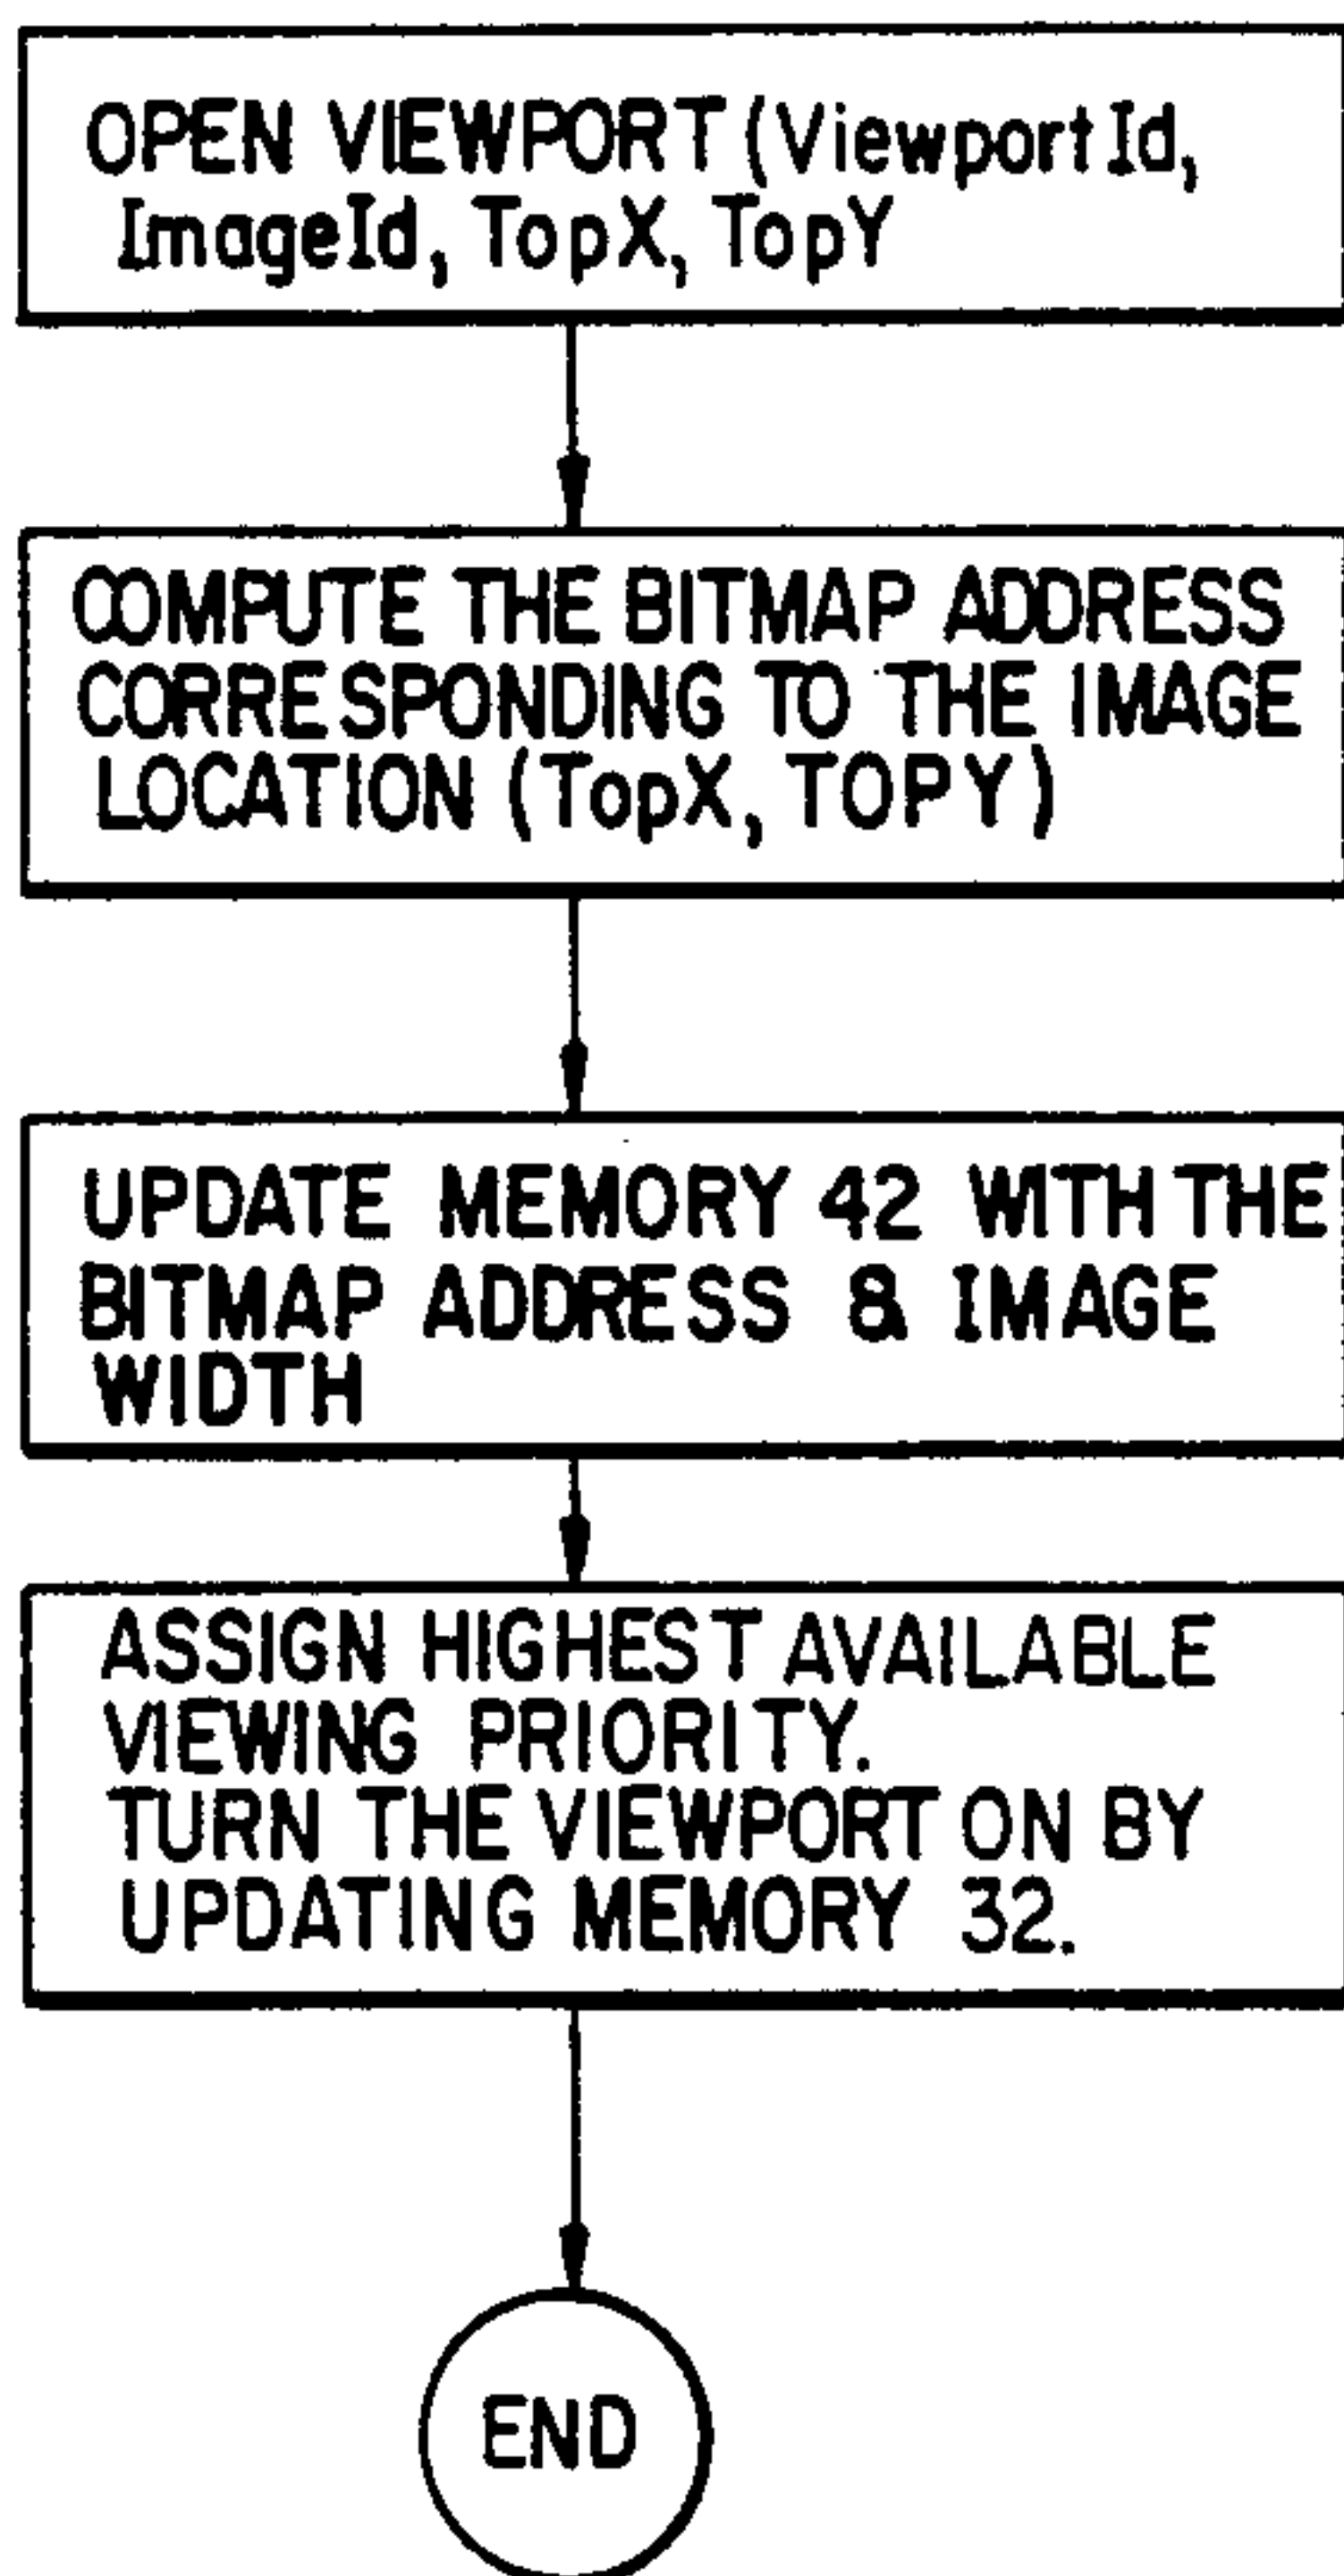 OPEN VIEWPORT (ViewportId,
ImageId, TopX, TopY
COMPUTE THE BITMAP ADDRESS
CORRESPONDING TO THE IMAGE
LOCATION (TopX, TOPY)
UPDATE MEMORY 42 WITH THE
BITMAP ADDRESS & IMAGE
WIDTH
ASSIGN HIGHEST AVAILABLE
VIEWING PRIORITY.
TURN THE VIEWPORT ON BY
UPDATING MEMORY 32.
END